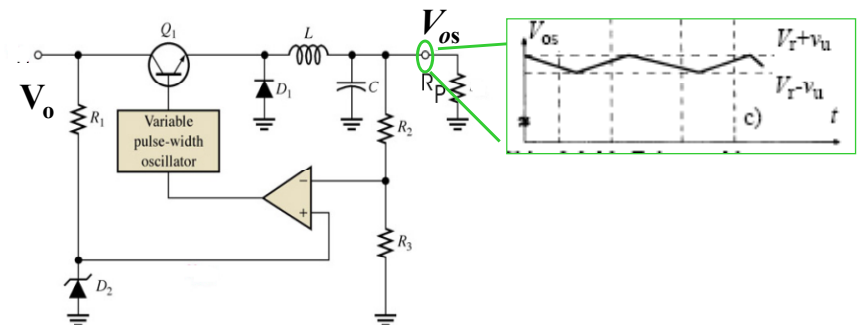 Q1
L
Vos
Vo
R1
D1
C
RP
Variable
pulse-width
oscillator
R2
−
+
R3
D2
Vos
Vr+vu
Vr-vu
c)
t